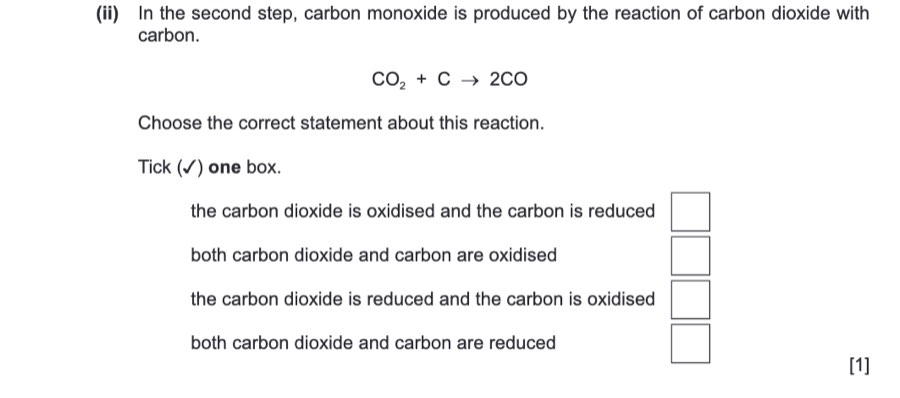 (ii) In the second step, carbon monoxide is produced by the reaction of carbon dioxide with
carbon.
CO₂ + C → 2CO
Choose the correct statement about this reaction.
Tick (✓) one box.
the carbon dioxide is oxidised and the carbon is reduced
both carbon dioxide and carbon are oxidised
the carbon dioxide is reduced and the carbon is oxidised
both carbon dioxide and carbon are reduced
[1]